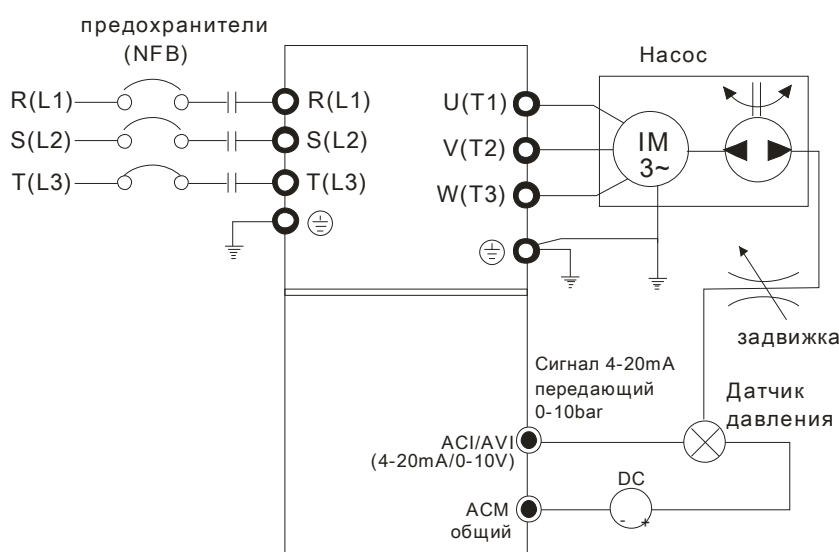 предохранители
(NFB)
Насос
R(L1)
R(L1)
U(T1)
S(L2)
S(L2)
V(T2)
IM
3~
T(L3)
T(L3)
W(T3)
задвижка
Сигнал 4-20mA
передающий
0-10bar
Датчик
давления
ACI/AVI
(4-20mA/0-10V)
DC
- +
ACM
общий